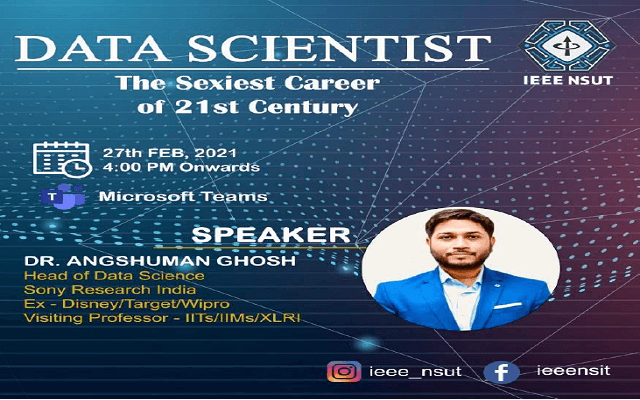 DATA SCIENTIST
The Sexiest Career
of 21st Century
IEEE NSUT
27th FEB, 2021
4:00 PM Onwards
T
Microsoft Teams
SPEAKER
DR. ANGSHUMAN GHOSH
Head of Data Science
Sony Research India
Ex - Disney/Target/Wipro
Visiting Professor - IITs/IIMs/XLRI
ieee_nsut
f
ieeensit